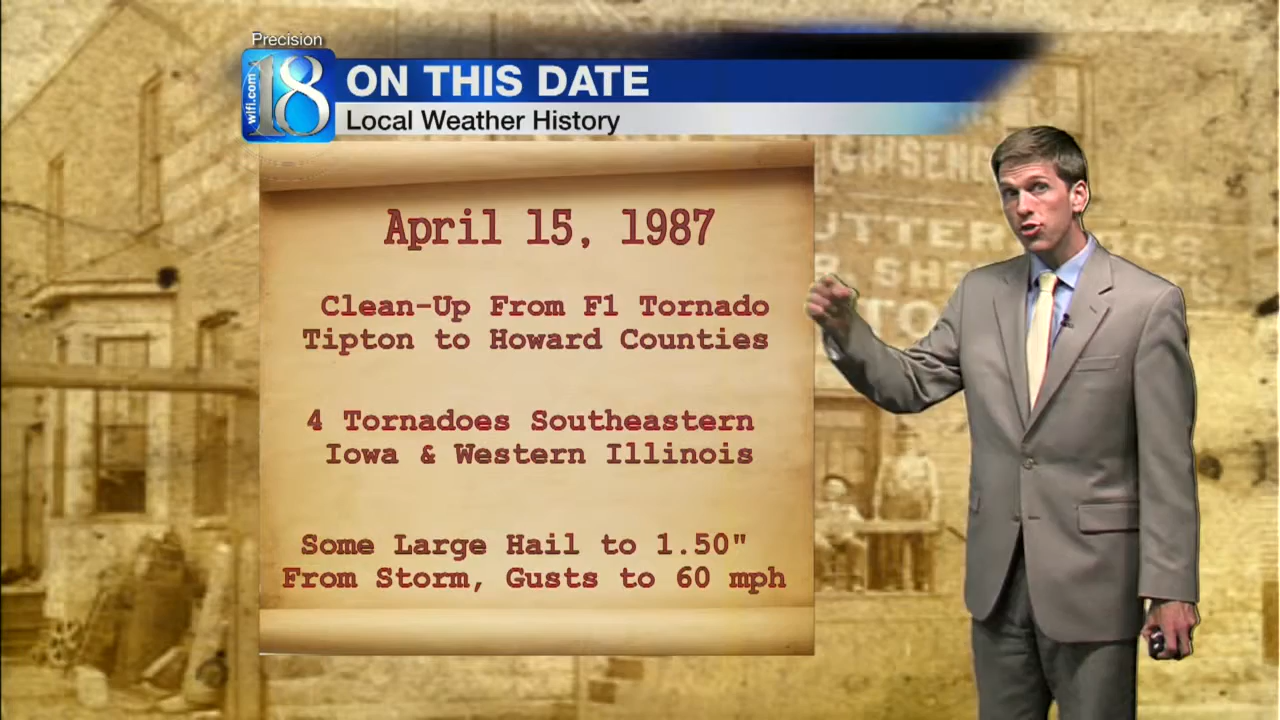 Precision
wlfi.com
18
ON THIS DATE
Local Weather History
April 15, 1987
Clean-Up From F1 Tornado
Tipton to Howard Counties
4 Tornadoes Southeastern
Iowa & Western Illinois
Some Large Hail to 1.50"
From Storm, Gusts to 60 mph
GINSENG